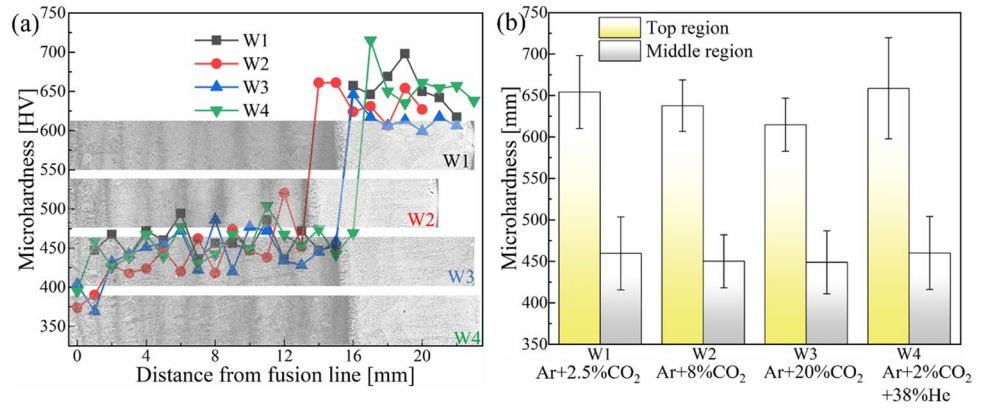 (a)
750
700
650
600
550
500
450
400
350
Microhardness [HV]
W1
W2
W3
W4
W1
W2
W3
W4
0
4
8
12
16
20
Distance from fusion line [mm]
(b)
750
700
650
600
550
500
450
400
350
Microhardness [mm]
Top region
Middle region
W1
Ar+2.5%CO₂
W2
Ar+8%CO₂
W3
Ar+20%CO₂
W4
Ar+2%CO₂
+38%He